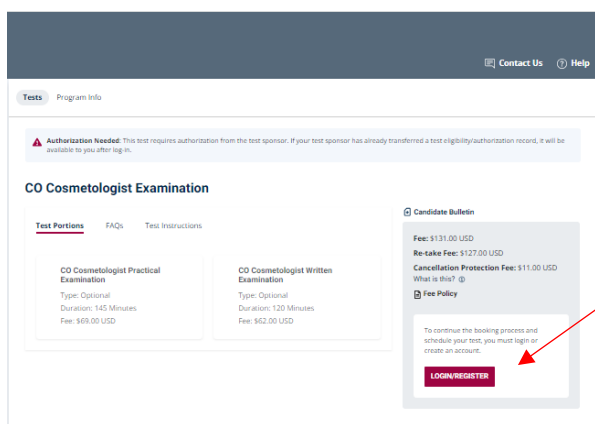 Contact Us
Help
Tests
Program Info
Authorization Needed: This test requires authorization from the test sponsor. If your test sponsor has already transferred a test eligibility/authorization record, it will be
available to you after log-in.
CO Cosmetologist Examination
Test Portions
FAQs
Test Instructions
CO Cosmetologist Practical
Examination
Type: Optional
Duration: 145 Minutes
Fee: $69.00 USD
CO Cosmetologist Written
Examination
Type: Optional
Duration: 120 Minutes
Fee: $62.00 USD
Candidate Bulletin
Fee: $131.00 USD
Re-take Fee: $127.00 USD
Cancellation Protection Fee: $11.00 USD
What is this?
Fee Policy
To continue the booking process and
schedule your test, you must login or
create an account.
LOGIN/REGISTER